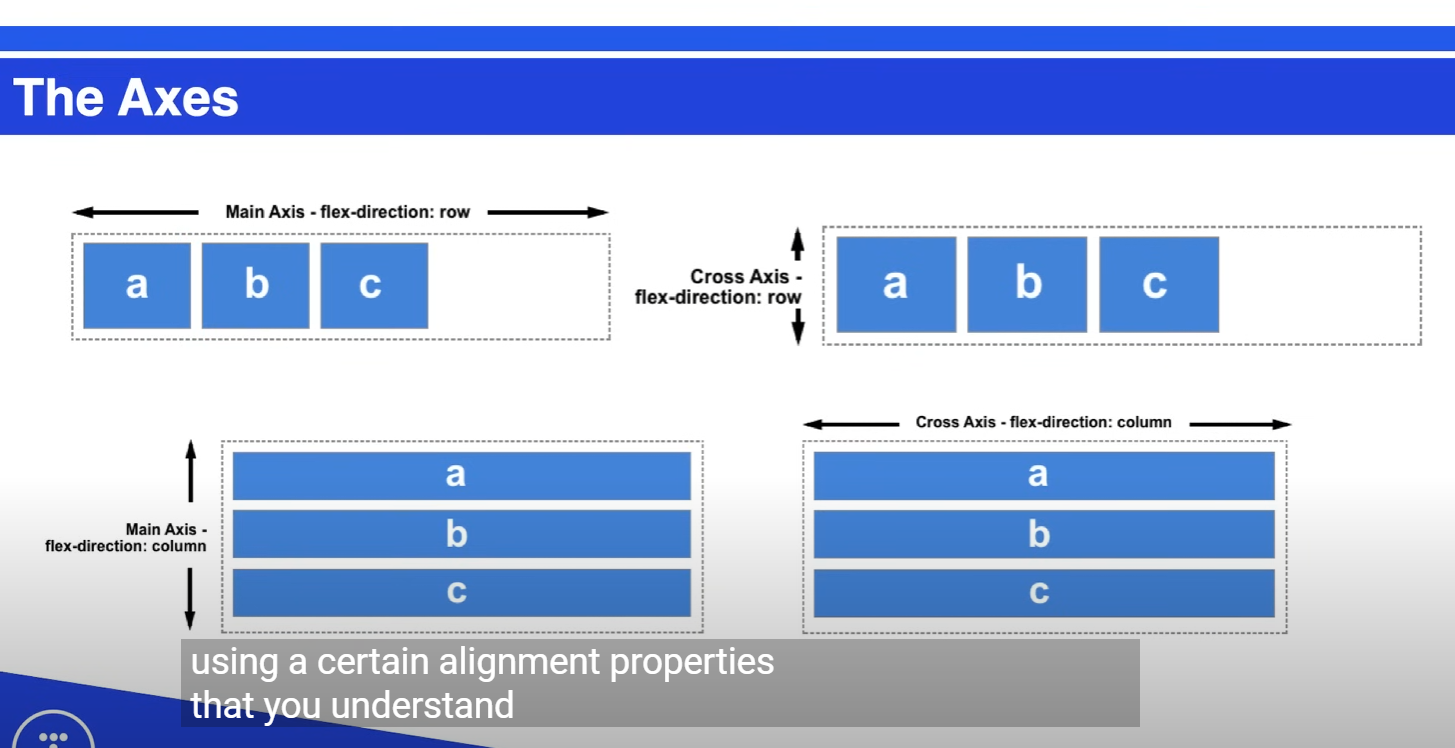 The Axes
Main Axis - flex-direction: row
a b c
Cross Axis -
flex-direction: row
a b c
Main Axis -
flex-direction: column
a
b
c
Cross Axis - flex-direction: column
a
b
c
using a certain alignment properties
that you understand